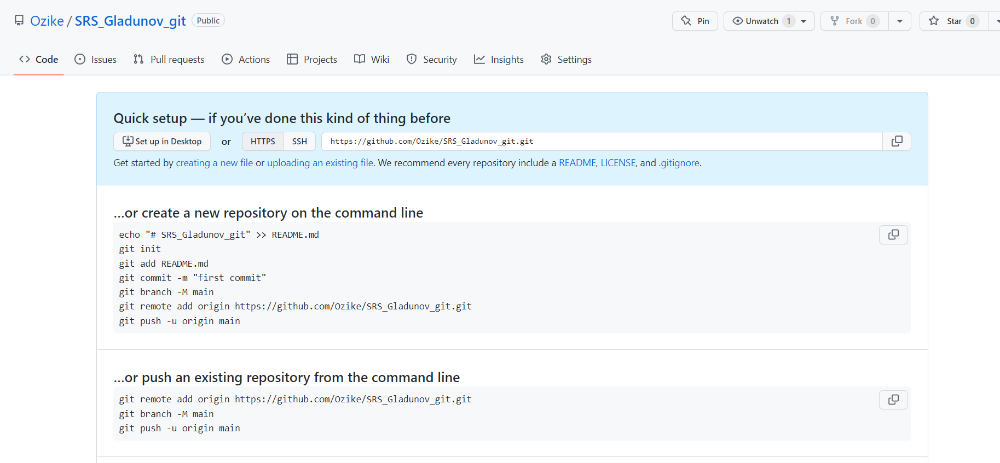 Ozike / SRS_Gladunov_git Public
Pin Unwatch 1 Fork 0 Star 0
Code Issues Pull requests Actions Projects Wiki Security Insights Settings
Quick setup — if you’ve done this kind of thing before
Set up in Desktop or HTTPS SSH https://github.com/Ozike/SRS_Gladunov_git.git
Get started by creating a new file or uploading an existing file. We recommend every repository include a README, LICENSE, and .gitignore.
…or create a new repository on the command line
echo "# SRS_Gladunov_git" >> README.md
git init
git add README.md
git commit -m "first commit"
git branch -M main
git remote add origin https://github.com/Ozike/SRS_Gladunov_git.git
git push -u origin main
…or push an existing repository from the command line
git remote add origin https://github.com/Ozike/SRS_Gladunov_git.git
git branch -M main
git push -u origin main